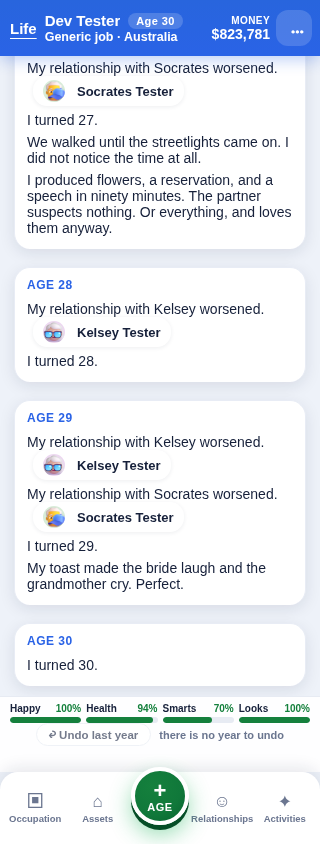 Life
Dev Tester Age 30
Generic job · Australia
MONEY
$823,781
...
My relationship with Socrates worsened.
Socrates Tester
I turned 27.
We walked until the streetlights came on. I
did not notice the time at all.
I produced flowers, a reservation, and a
speech in ninety minutes. The partner
suspects nothing. Or everything, and loves
them anyway.
AGE 28
My relationship with Kelsey worsened.
Kelsey Tester
I turned 28.
AGE 29
My relationship with Kelsey worsened.
Kelsey Tester
My relationship with Socrates worsened.
Socrates Tester
I turned 29.
My toast made the bride laugh and the
grandmother cry. Perfect.
AGE 30
I turned 30.
Happy 100% Health 94% Smarts 70% Looks 100%
Undo last year there is no year to undo
+
AGE
Occupation Assets Relationships Activities